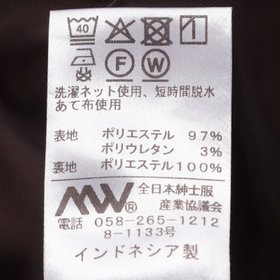 40
F W
洗濯ネット使用、短時間脱水
あて布使用
表地 ポリエステル 97%
ポリウレタン 3%
裏地 ポリエステル100%
MW® 全日本紳士服
産業協議会
電話 058-265-1212
8-1133号
インドネシア製